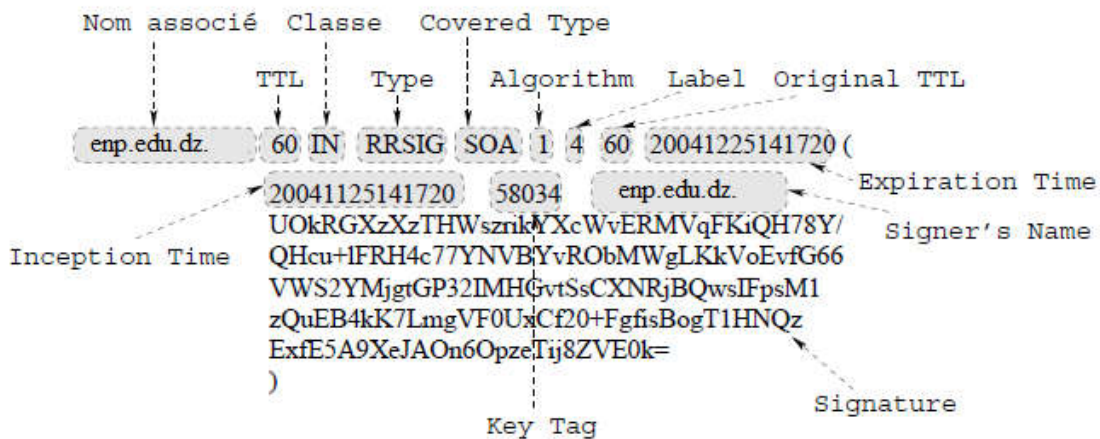 Nom associé Classe Covered Type
TTL Type Algorithm Label Original TTL
enp.edu.dz. 60 IN RRSIG SOA 1 4 60 20041225141720 (
Expiration Time
20041125141720 58034 enp.edu.dz.
UOkRGXzXzTHWszrikYXcWvERMVqFKiQH78Y/
Signer's Name
Inception Time
QHcu+lFRH4c77YNVBYvRObMWgLKkVoEvfG66
VWS2YMjgtGP32IMHGvtSsCXNRjBQwsIFpsM1
zQuEB4kK7LmgVF0UxCf20+FgfisBogT1HNQz
ExfE5A9XeJAOn6OpzeTij8ZVE0k=
)
Signature
Key Tag